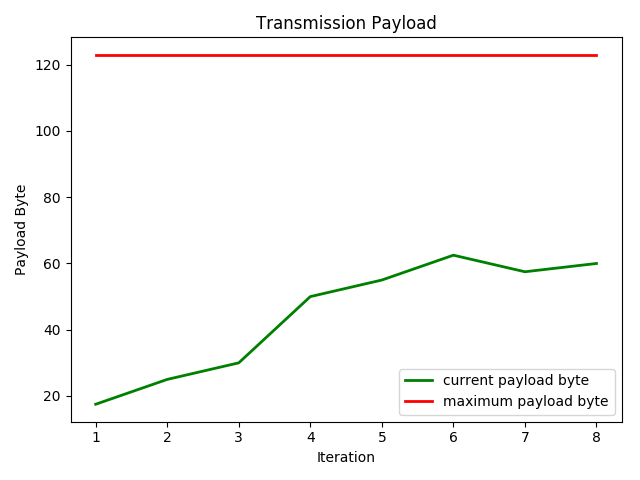 Transmission Payload
Payload Byte
120
100
80
60
40
20
current payload byte
maximum payload byte
1 2 3 4 5 6 7 8
Iteration